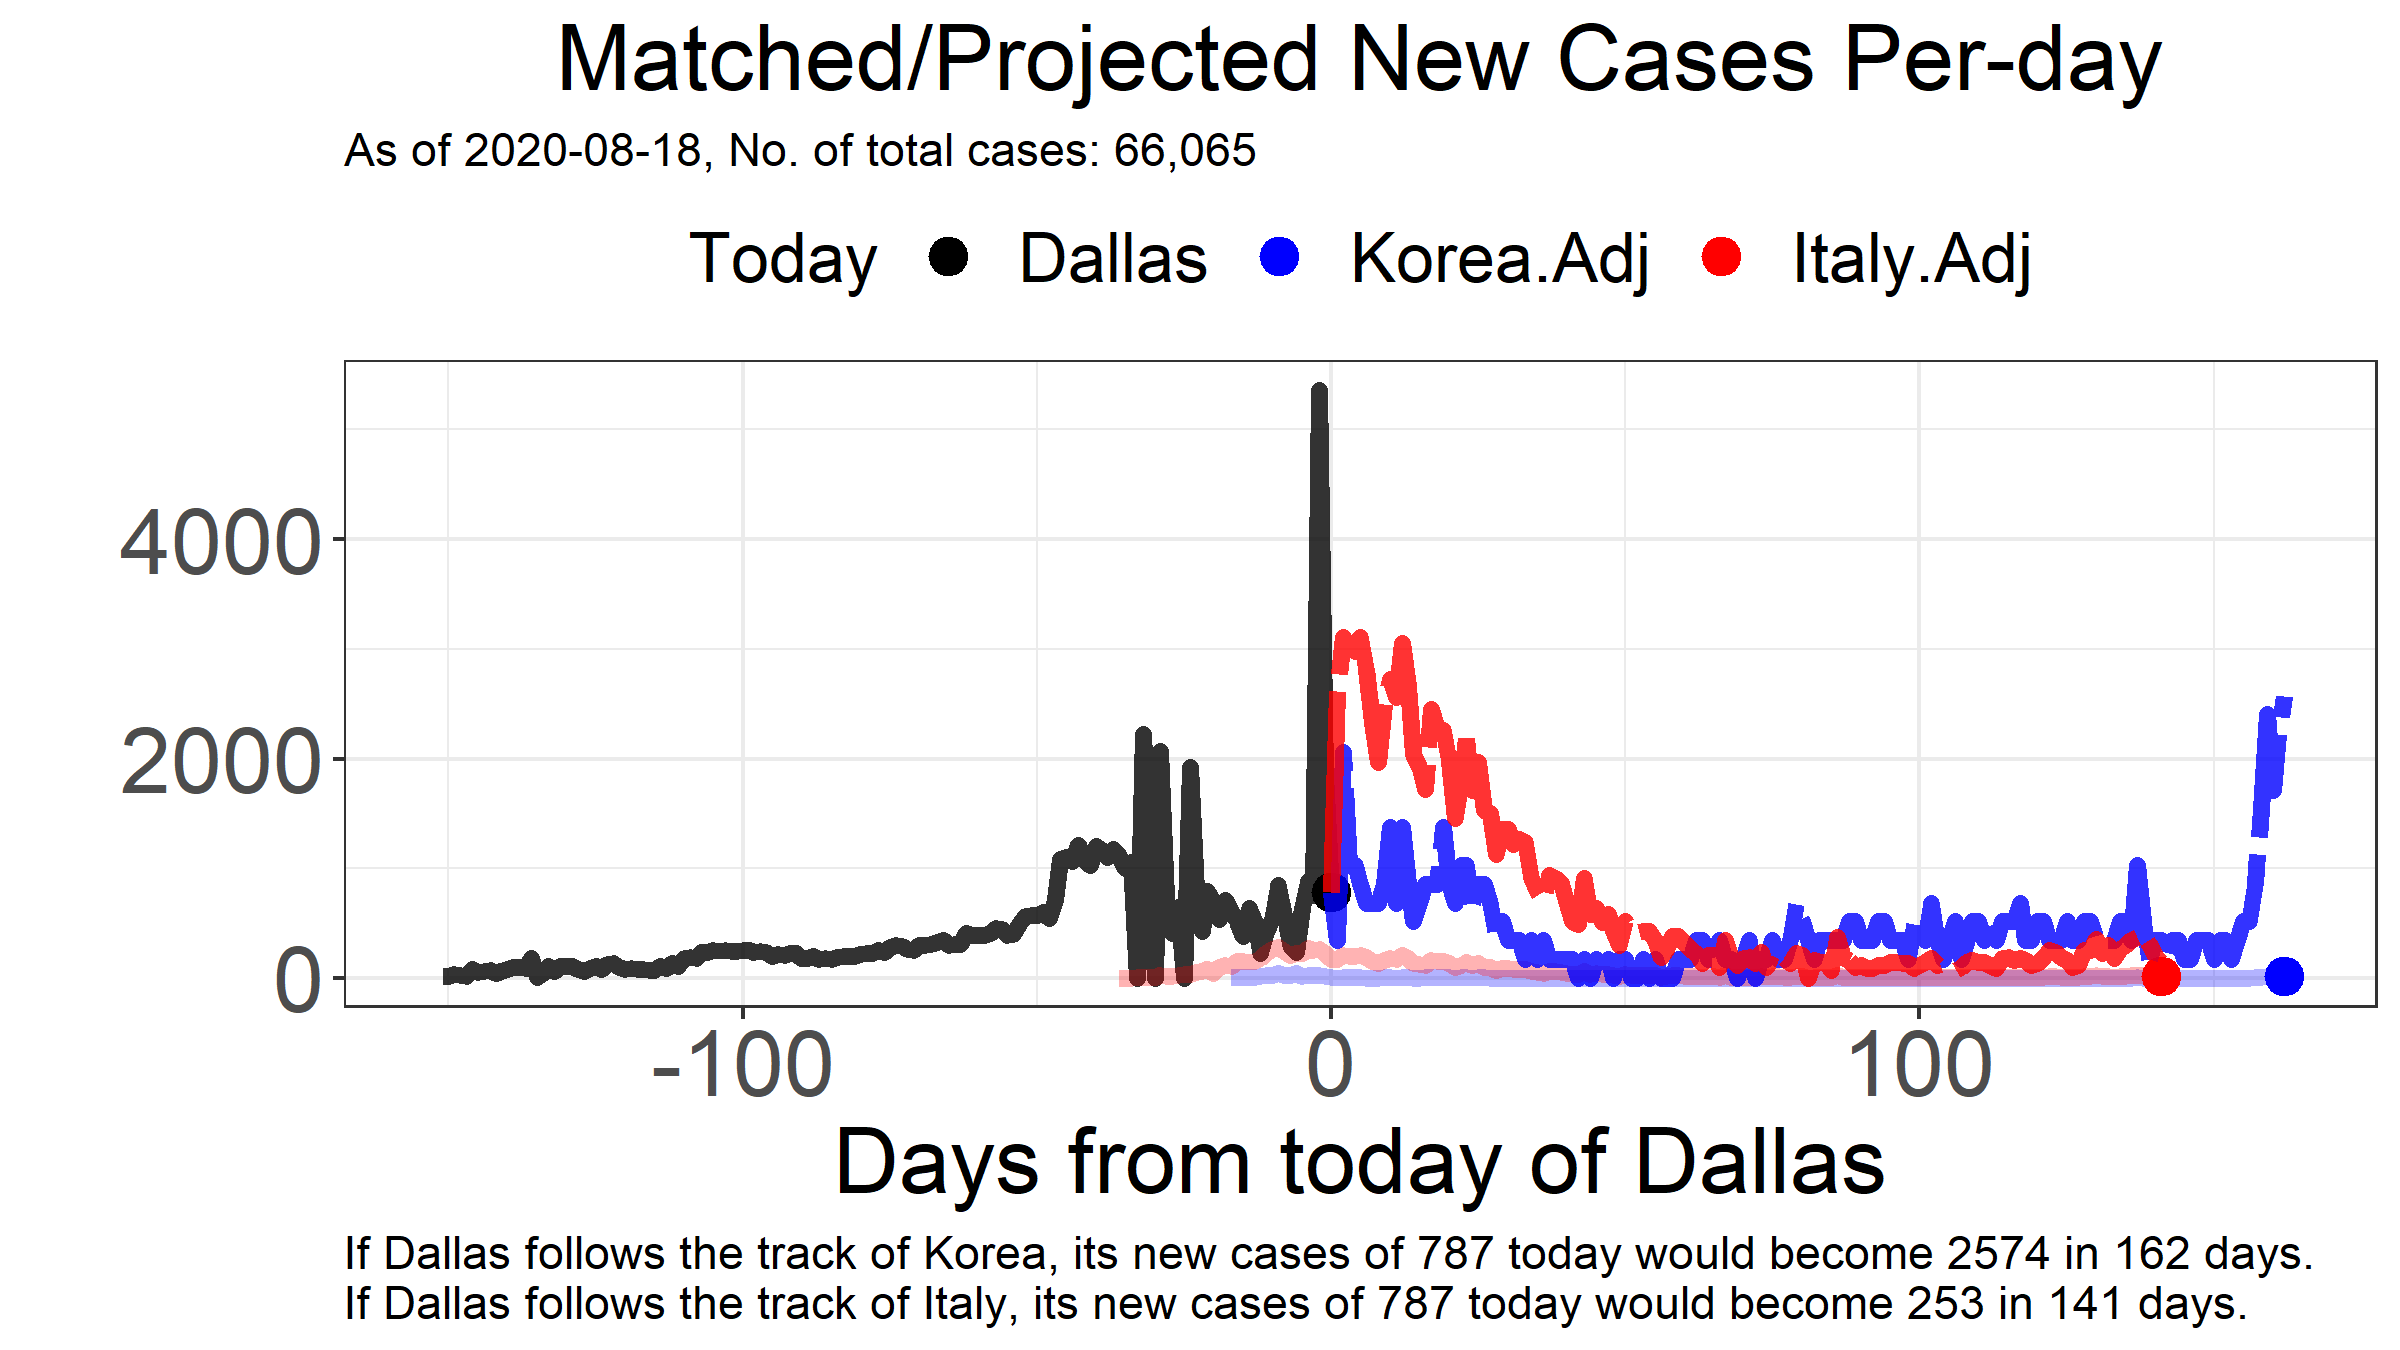 Matched/Projected New Cases Per-day
As of 2020-08-18, No. of total cases: 66,065
Today Dallas Korea.Adj Italy.Adj
4000
2000
0
-100 0 100
Days from today of Dallas
If Dallas follows the track of Korea, its new cases of 787 today would become 2574 in 162 days.
If Dallas follows the track of Italy, its new cases of 787 today would become 253 in 141 days.